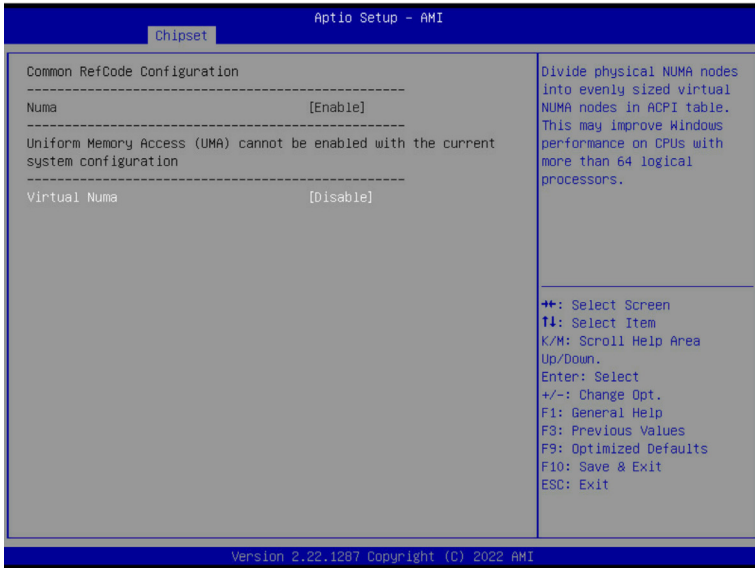 Aptio Setup – AMI
Chipset
Common RefCode Configuration
--------------------------------------------------
Numa [Enable]
--------------------------------------------------
Uniform Memory Access (UMA) cannot be enabled with the current
system configuration
--------------------------------------------------
Virtual Numa [Disable]
Divide physical NUMA nodes
into evenly sized virtual
NUMA nodes in ACPI table.
This may improve Windows
performance on CPUs with
more than 64 logical
processors.
→←: Select Screen
↑↓: Select Item
K/M: Scroll Help Area
Up/Down.
Enter: Select
+/-: Change Opt.
F1: General Help
F3: Previous Values
F9: Optimized Defaults
F10: Save & Exit
ESC: Exit
Version 2.22.1287 Copyright (C) 2022 AMI